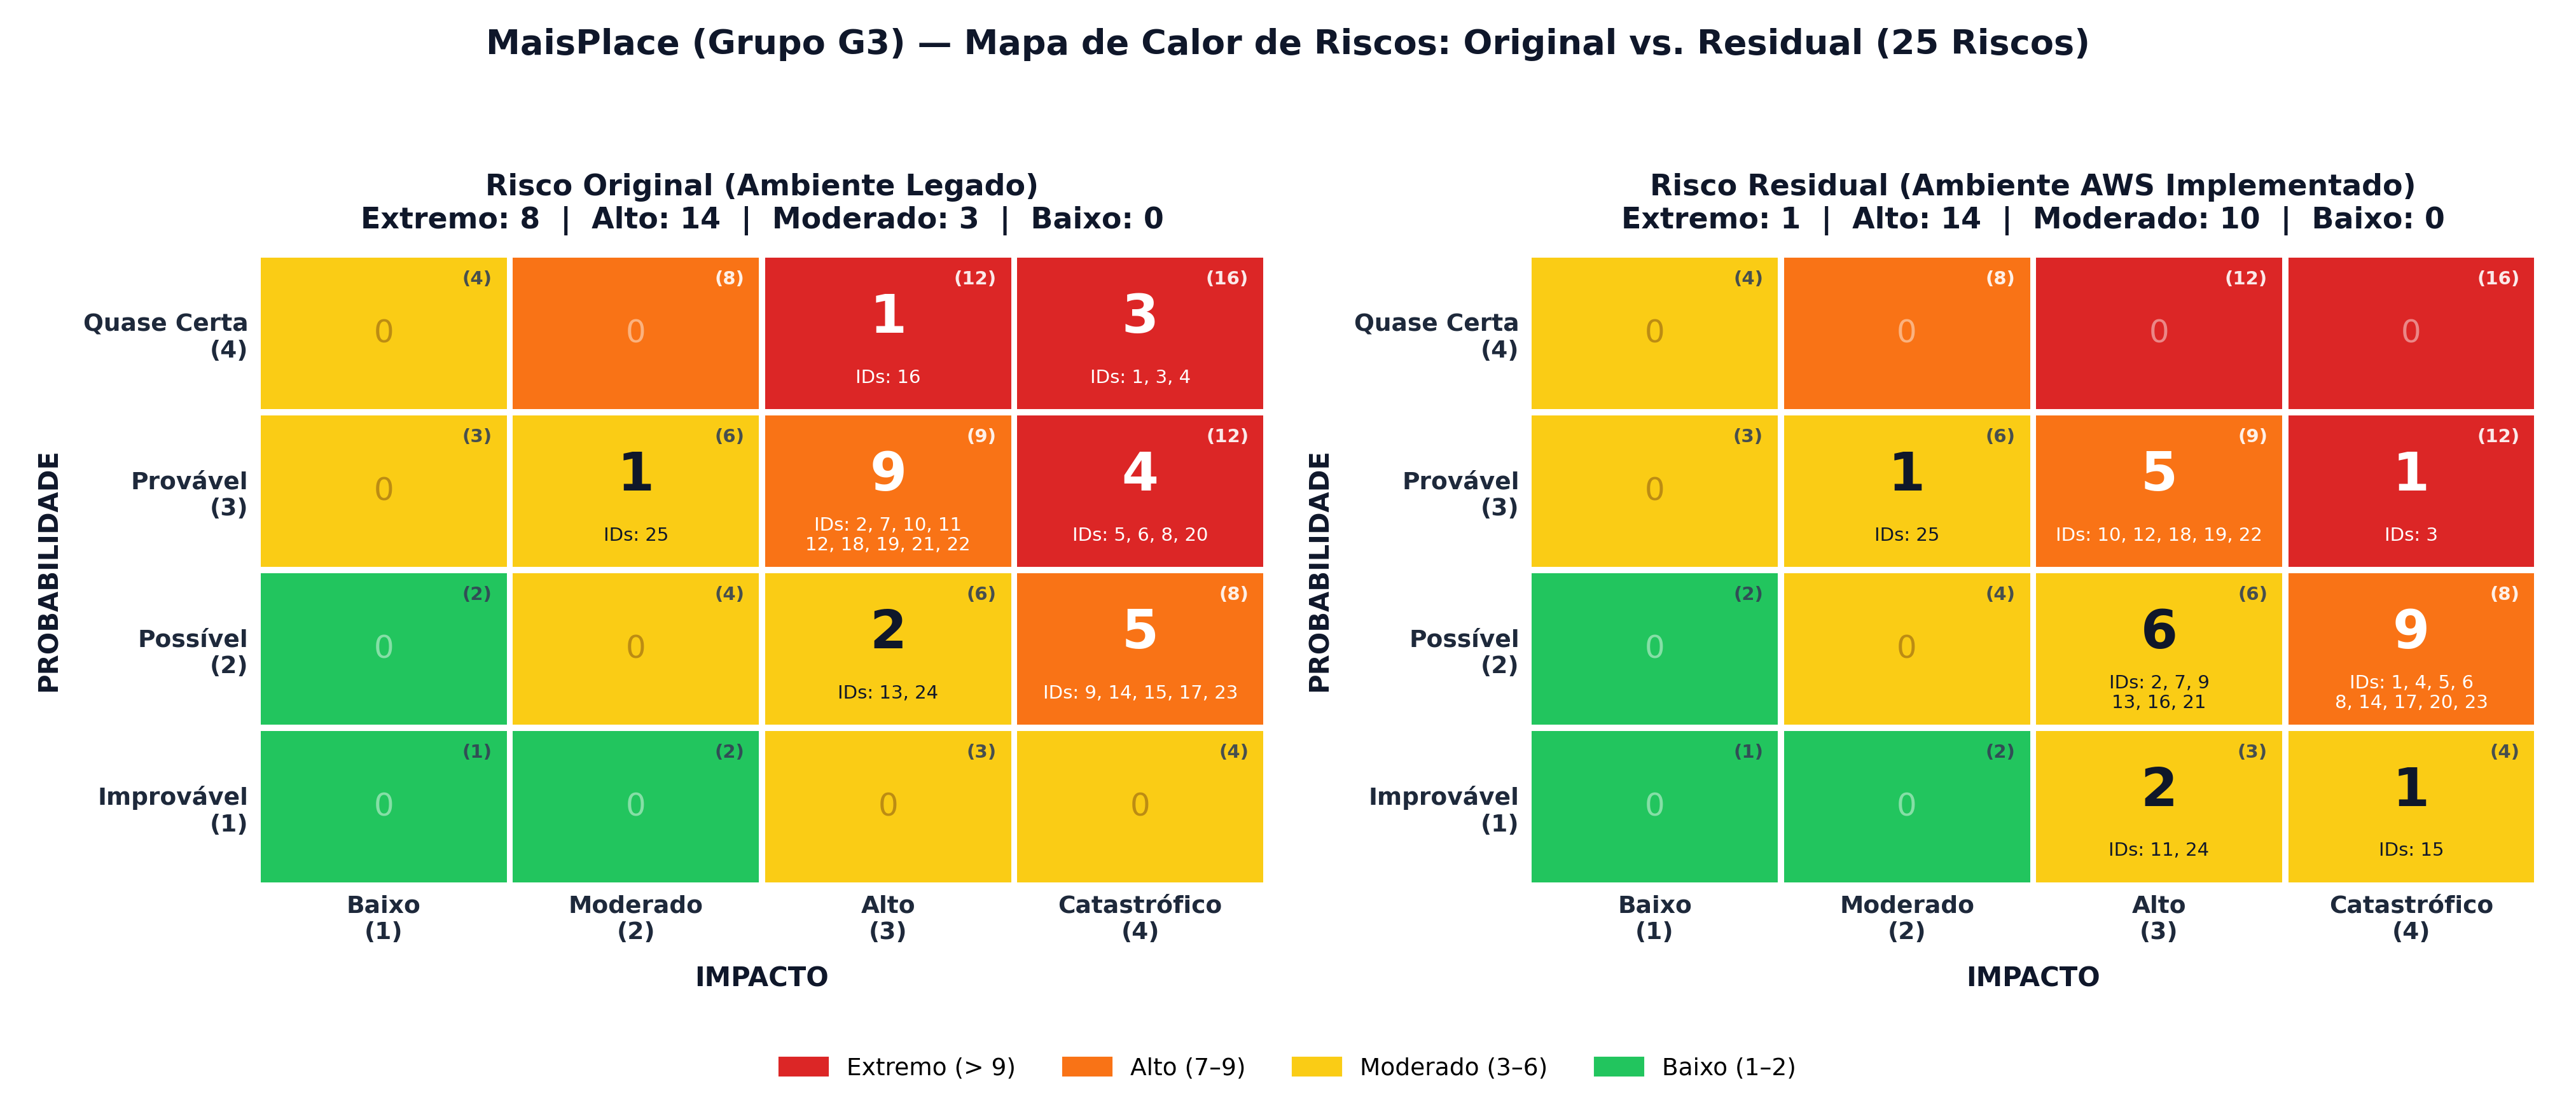 MaisPlace (Grupo G3) — Mapa de Calor de Riscos: Original vs. Residual (25 Riscos)
Risco Original (Ambiente Legado)
Extremo: 8 | Alto: 14 | Moderado: 3 | Baixo: 0
PROBABILIDADE
Quase Certa
(4)
(4)
0
(8)
0
(12)
1
IDs: 16
(16)
3
IDs: 1, 3, 4
Provável
(3)
(3)
0
(6)
1
IDs: 25
(9)
9
IDs: 2, 7, 10, 11
12, 18, 19, 21, 22
(12)
4
IDs: 5, 6, 8, 20
Possível
(2)
(2)
0
(4)
0
(6)
2
IDs: 13, 24
(8)
5
IDs: 9, 14, 15, 17, 23
Improvável
(1)
(1)
0
(2)
0
(3)
0
(4)
0
Baixo
(1)
Moderado
(2)
Alto
(3)
Catastrófico
(4)
IMPACTO
Risco Residual (Ambiente AWS Implementado)
Extremo: 1 | Alto: 14 | Moderado: 10 | Baixo: 0
PROBABILIDADE
Quase Certa
(4)
(4)
0
(8)
0
(12)
0
(16)
0
Provável
(3)
(3)
0
(6)
1
IDs: 25
(9)
5
IDs: 10, 12, 18, 19, 22
(12)
1
IDs: 3
Possível
(2)
(2)
0
(4)
0
(6)
6
IDs: 2, 7, 9
13, 16, 21
(8)
9
IDs: 1, 4, 5, 6
8, 14, 17, 20, 23
Improvável
(1)
(1)
0
(2)
0
(3)
2
IDs: 11, 24
(4)
1
IDs: 15
Baixo
(1)
Moderado
(2)
Alto
(3)
Catastrófico
(4)
IMPACTO
Extremo (> 9)
Alto (7–9)
Moderado (3–6)
Baixo (1–2)